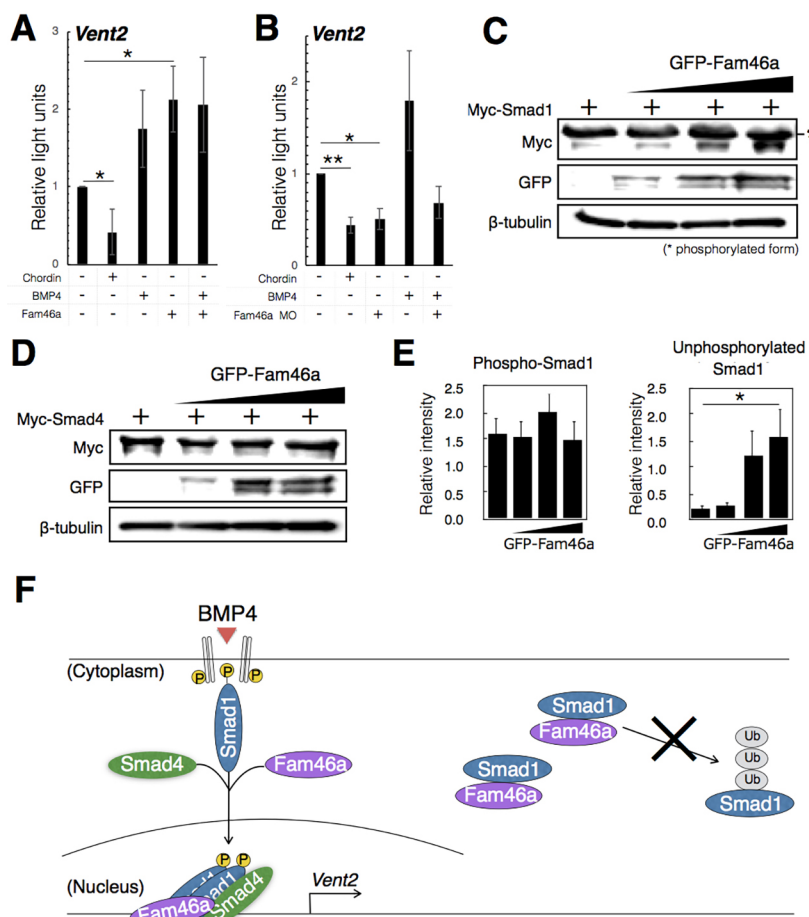 A
Vent2
3
2
1
0
Relative light units
*
*
Chordin - + - - -
BMP4 - - + - +
Fam46a - - - + +
B
Vent2
2
1
0
Relative light units
*
**
Chordin - + - - -
BMP4 - - - + +
Fam46a MO - - + - +
C
GFP-Fam46a
Myc-Smad1 + + + +
Myc
GFP
β-tubulin
(* phosphorylated form)
D
GFP-Fam46a
Myc-Smad4 + + + +
Myc
GFP
β-tubulin
E
Phospho-Smad1
Relative intensity
2.5
2.0
1.5
1.0
0.5
0.0
GFP-Fam46a
Unphosphorylated
Smad1
Relative intensity
2.5
2.0
1.5
1.0
0.5
0.0
*
GFP-Fam46a
F
BMP4
(Cytoplasm)
P
P
P
Smad1
Smad4
Fam46a
Smad1
Fam46a
Smad1
Fam46a
Ub
Ub
Ub
Smad1
P P
Smad4
Fam46a
(Nucleus)
Vent2